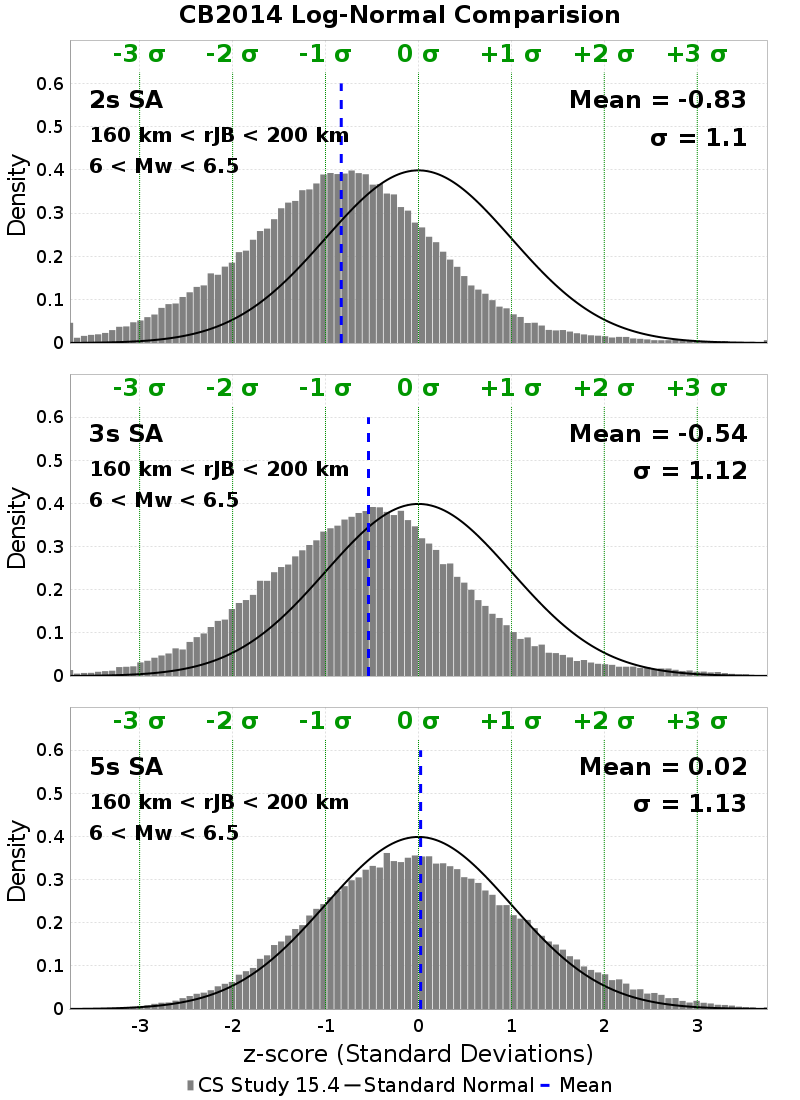 CB2014 Log-Normal Comparision
-3 σ -2 σ -1 σ 0 σ +1 σ +2 σ +3 σ
0.6
0.5
0.4
0.3
0.2
0.1
0
Density
2s SA
160 km < rJB < 200 km
6 < Mw < 6.5
Mean = -0.83
σ = 1.1
-3 σ -2 σ -1 σ 0 σ +1 σ +2 σ +3 σ
0.6
0.5
0.4
0.3
0.2
0.1
0
Density
3s SA
160 km < rJB < 200 km
6 < Mw < 6.5
Mean = -0.54
σ = 1.12
-3 σ -2 σ -1 σ 0 σ +1 σ +2 σ +3 σ
0.6
0.5
0.4
0.3
0.2
0.1
0
Density
5s SA
160 km < rJB < 200 km
6 < Mw < 6.5
Mean = 0.02
σ = 1.13
-3 -2 -1 0 1 2 3
z-score (Standard Deviations)
CS Study 15.4 Standard Normal Mean